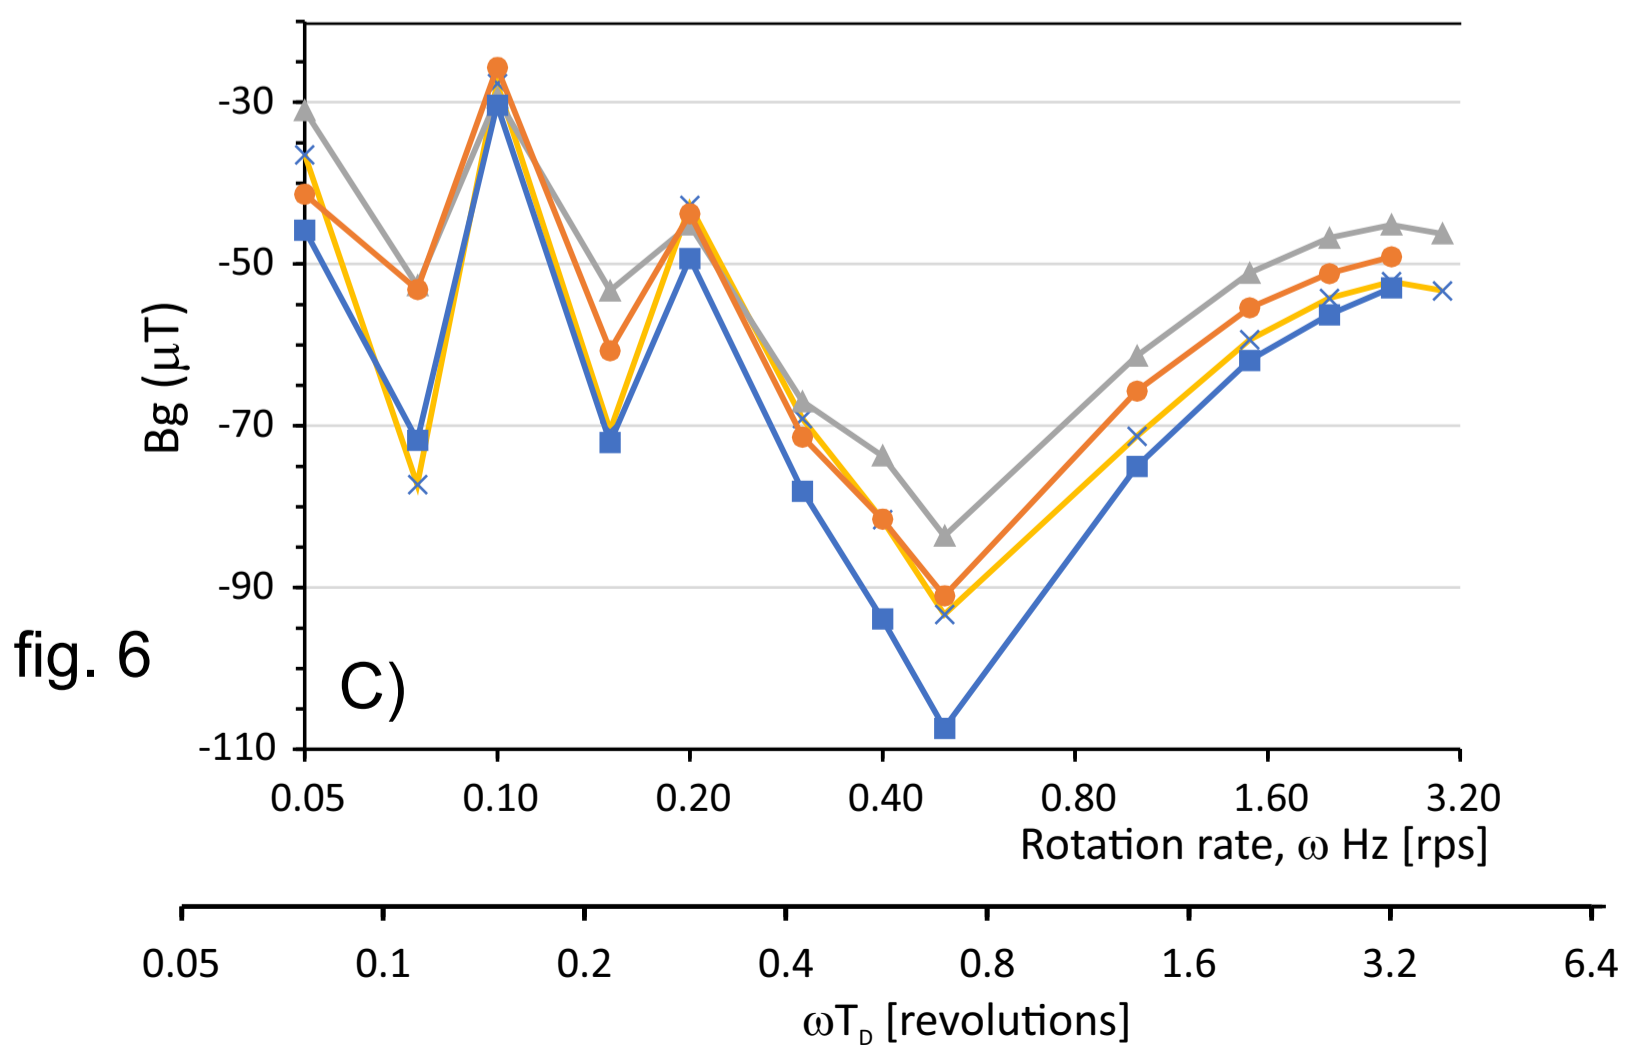 -30
-50
-70
-90
-110
Bg (μT)
fig. 6
C)
0.05 0.10 0.20 0.40 0.80 1.60 3.20
Rotation rate, ω Hz [rps]
0.05 0.1 0.2 0.4 0.8 1.6 3.2 6.4
ωT_D [revolutions]